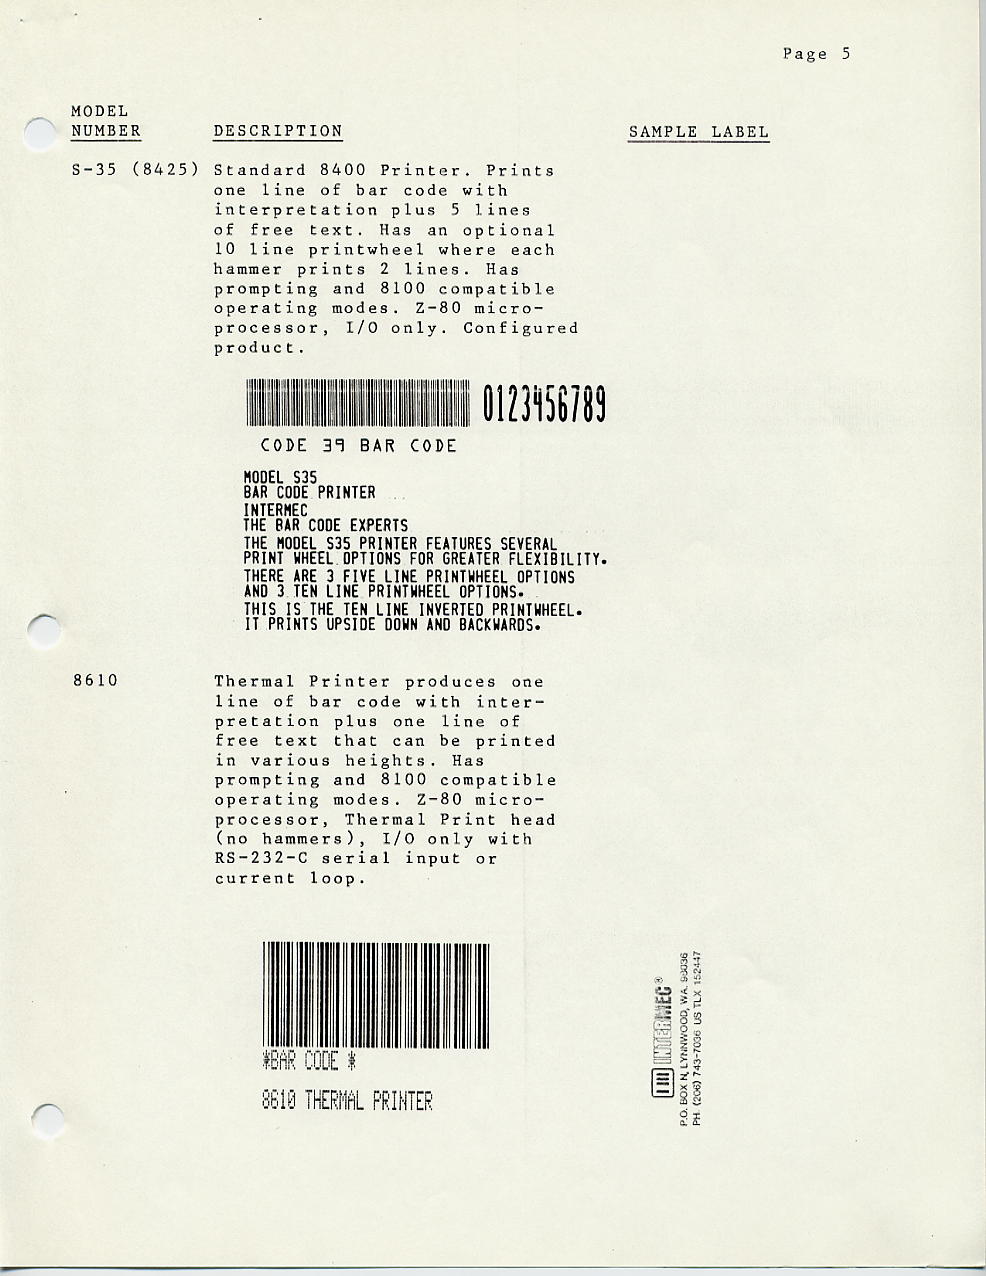 Page 5
MODEL
NUMBER DESCRIPTION SAMPLE LABEL
S-35 (8425) Standard 8400 Printer. Prints
one line of bar code with
interpretation plus 5 lines
of free text. Has an optional
10 line printwheel where each
hammer prints 2 lines. Has
prompting and 8100 compatible
operating modes. Z-80 micro-
processor, I/O only. Configured
product.
0123456789
CODE 39 BAR CODE
MODEL S35
BAR CODE PRINTER
INTERMEC
THE BAR CODE EXPERTS
THE MODEL S35 PRINTER FEATURES SEVERAL
PRINT WHEEL OPTIONS FOR GREATER FLEXIBILITY.
THERE ARE 3 FIVE LINE PRINTWHEEL OPTIONS
AND 3 TEN LINE PRINTWHEEL OPTIONS.
THIS IS THE TEN LINE INVERTED PRINTWHEEL.
IT PRINTS UPSIDE DOWN AND BACKWARDS.
8610 Thermal Printer produces one
line of bar code with inter-
pretation plus one line of
free text that can be printed
in various heights. Has
prompting and 8100 compatible
operating modes. Z-80 micro-
processor, Thermal Print head
(no hammers), I/O only with
RS-232-C serial input or
current loop.
*BAR CODE *
8610 THERMAL PRINTER
INTERMEC®
P.O. BOX N, LYNNWOOD, WA. 98036
PH. (206) 743-7036 US TLX 152447